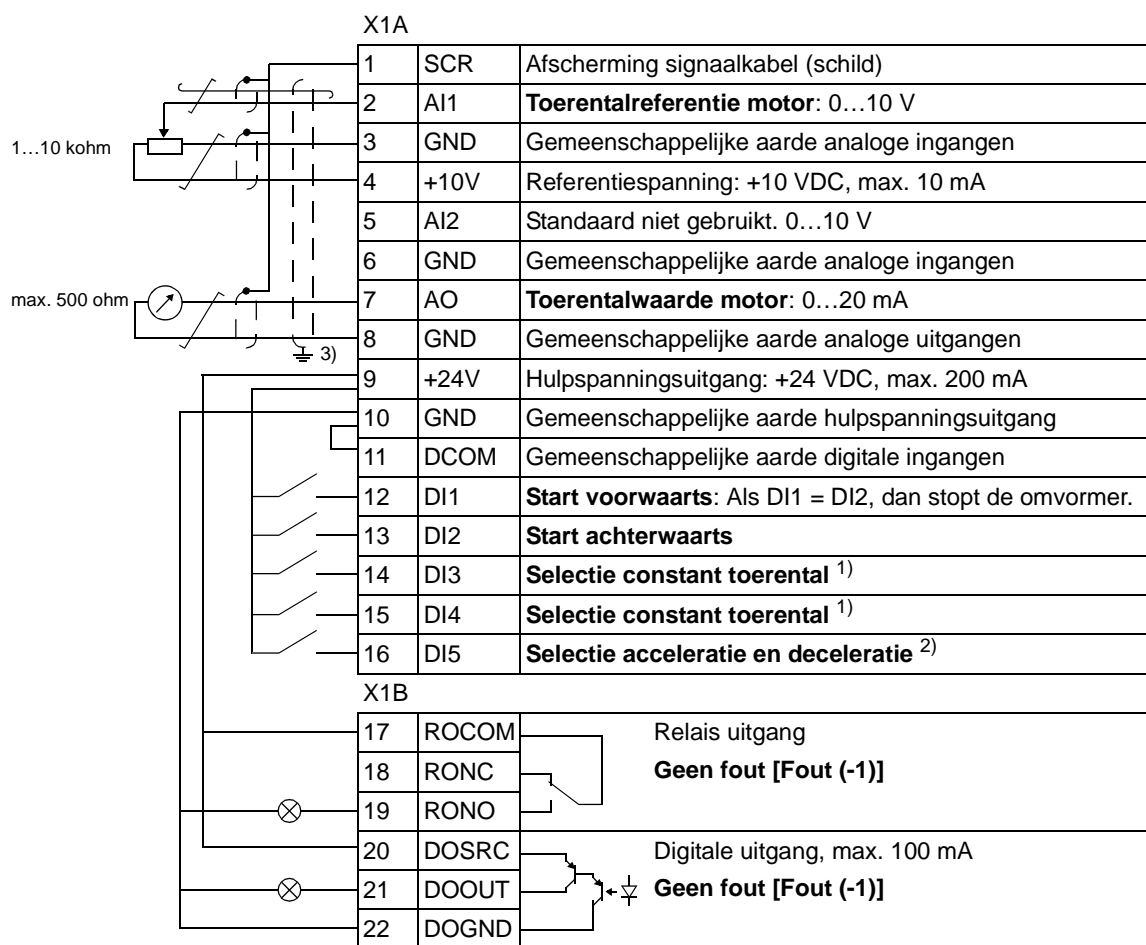 X1A
1 SCR Afscherming signaalkabel (schild)
2 AI1 Toerentalreferentie motor: 0…10 V
1…10 kohm
3 GND Gemeenschappelijke aarde analoge ingangen
4 +10V Referentiespanning: +10 VDC, max. 10 mA
5 AI2 Standaard niet gebruikt. 0…10 V
6 GND Gemeenschappelijke aarde analoge ingangen
max. 500 ohm
7 AO Toerentalwaarde motor: 0…20 mA
8 GND Gemeenschappelijke aarde analoge uitgangen
3)
9 +24V Hulpspanningsuitgang: +24 VDC, max. 200 mA
10 GND Gemeenschappelijke aarde hulpspanningsuitgang
11 DCOM Gemeenschappelijke aarde digitale ingangen
12 DI1 Start voorwaarts: Als DI1 = DI2, dan stopt de omvormer.
13 DI2 Start achterwaarts
14 DI3 Selectie constant toerental 1)
15 DI4 Selectie constant toerental 1)
16 DI5 Selectie acceleratie en deceleratie 2)
X1B
17 ROCOM Relais uitgang
18 RONC Geen fout [Fout (-1)]
19 RONO
20 DOSRC Digitale uitgang, max. 100 mA
21 DOOUT Geen fout [Fout (-1)]
22 DOGND